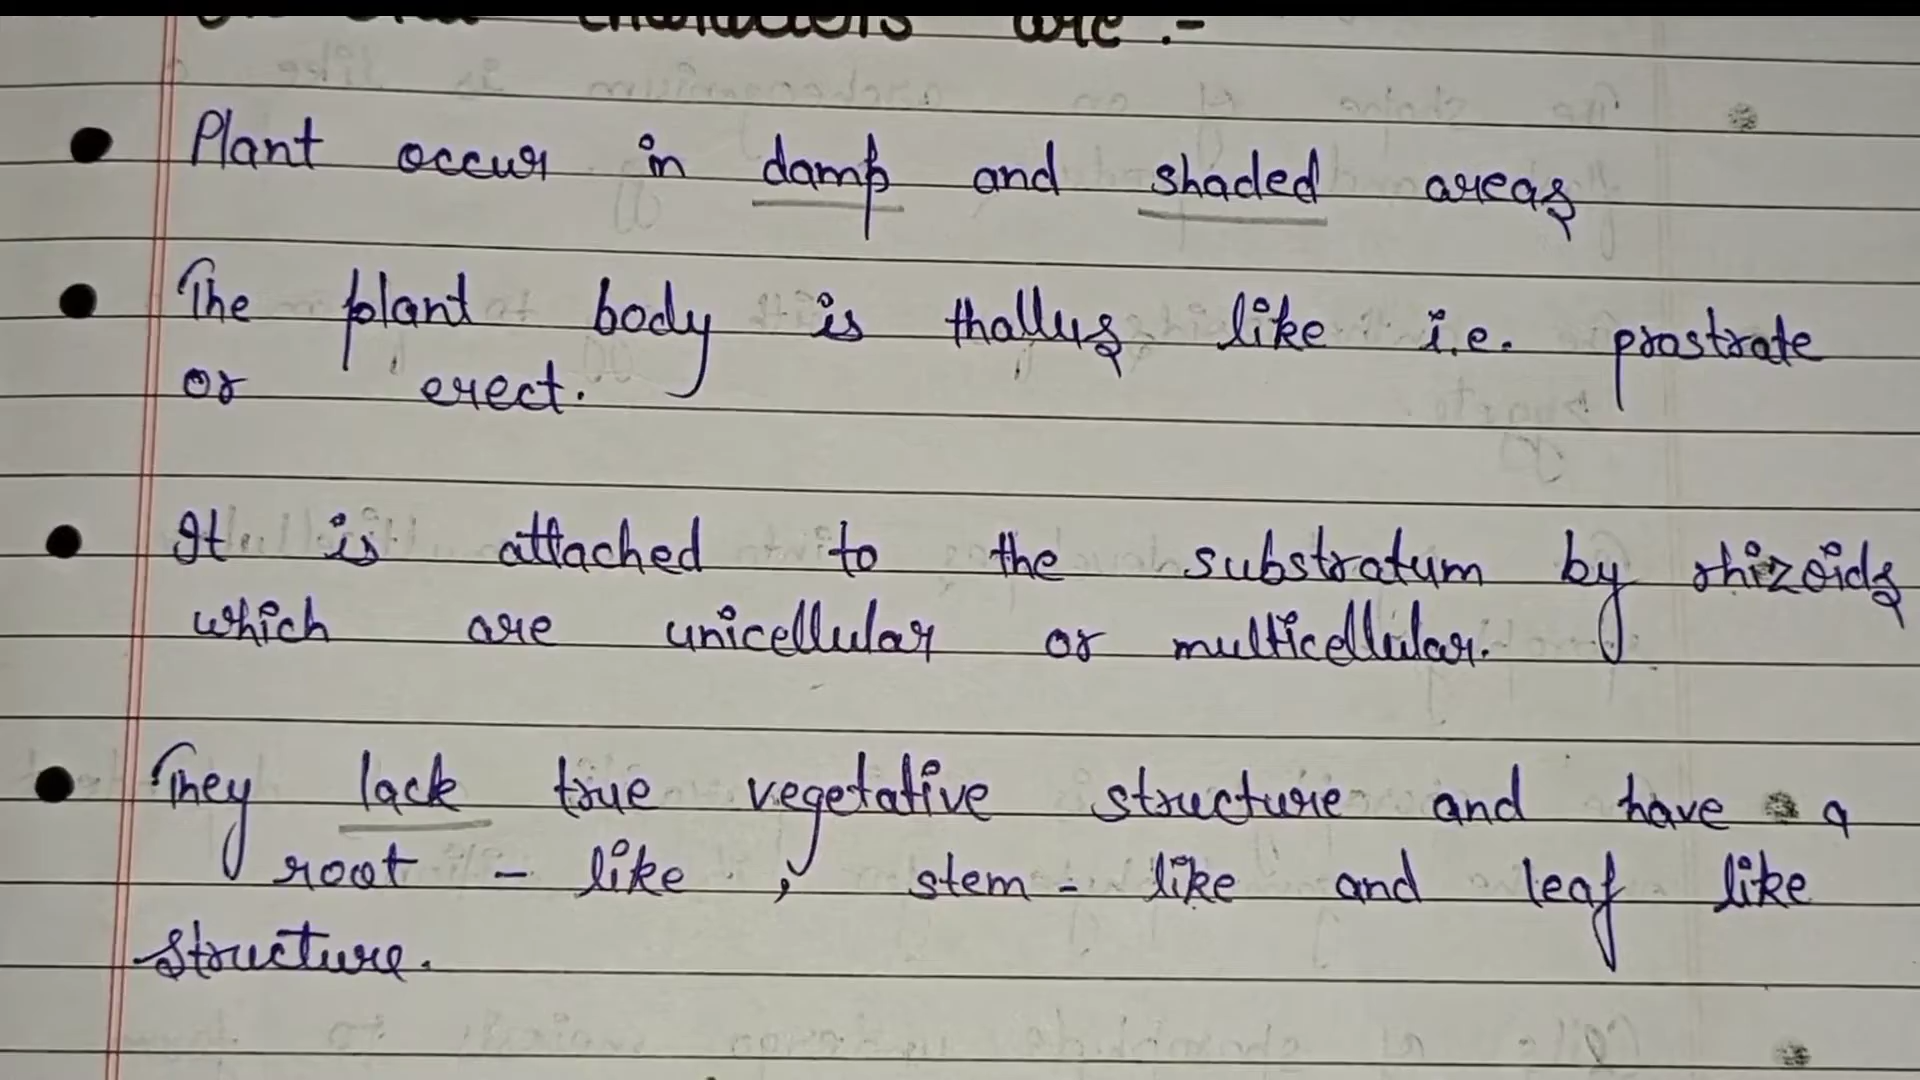 characters are :-
Plant occur in damp and shaded areas
The plant body is thallus like i.e. prostrate
or erect.
It is attached to the substratum by rhizoids
which are unicellular or multicellular.
They lack true vegetative structure and have a
root - like , stem - like and leaf like
structure.